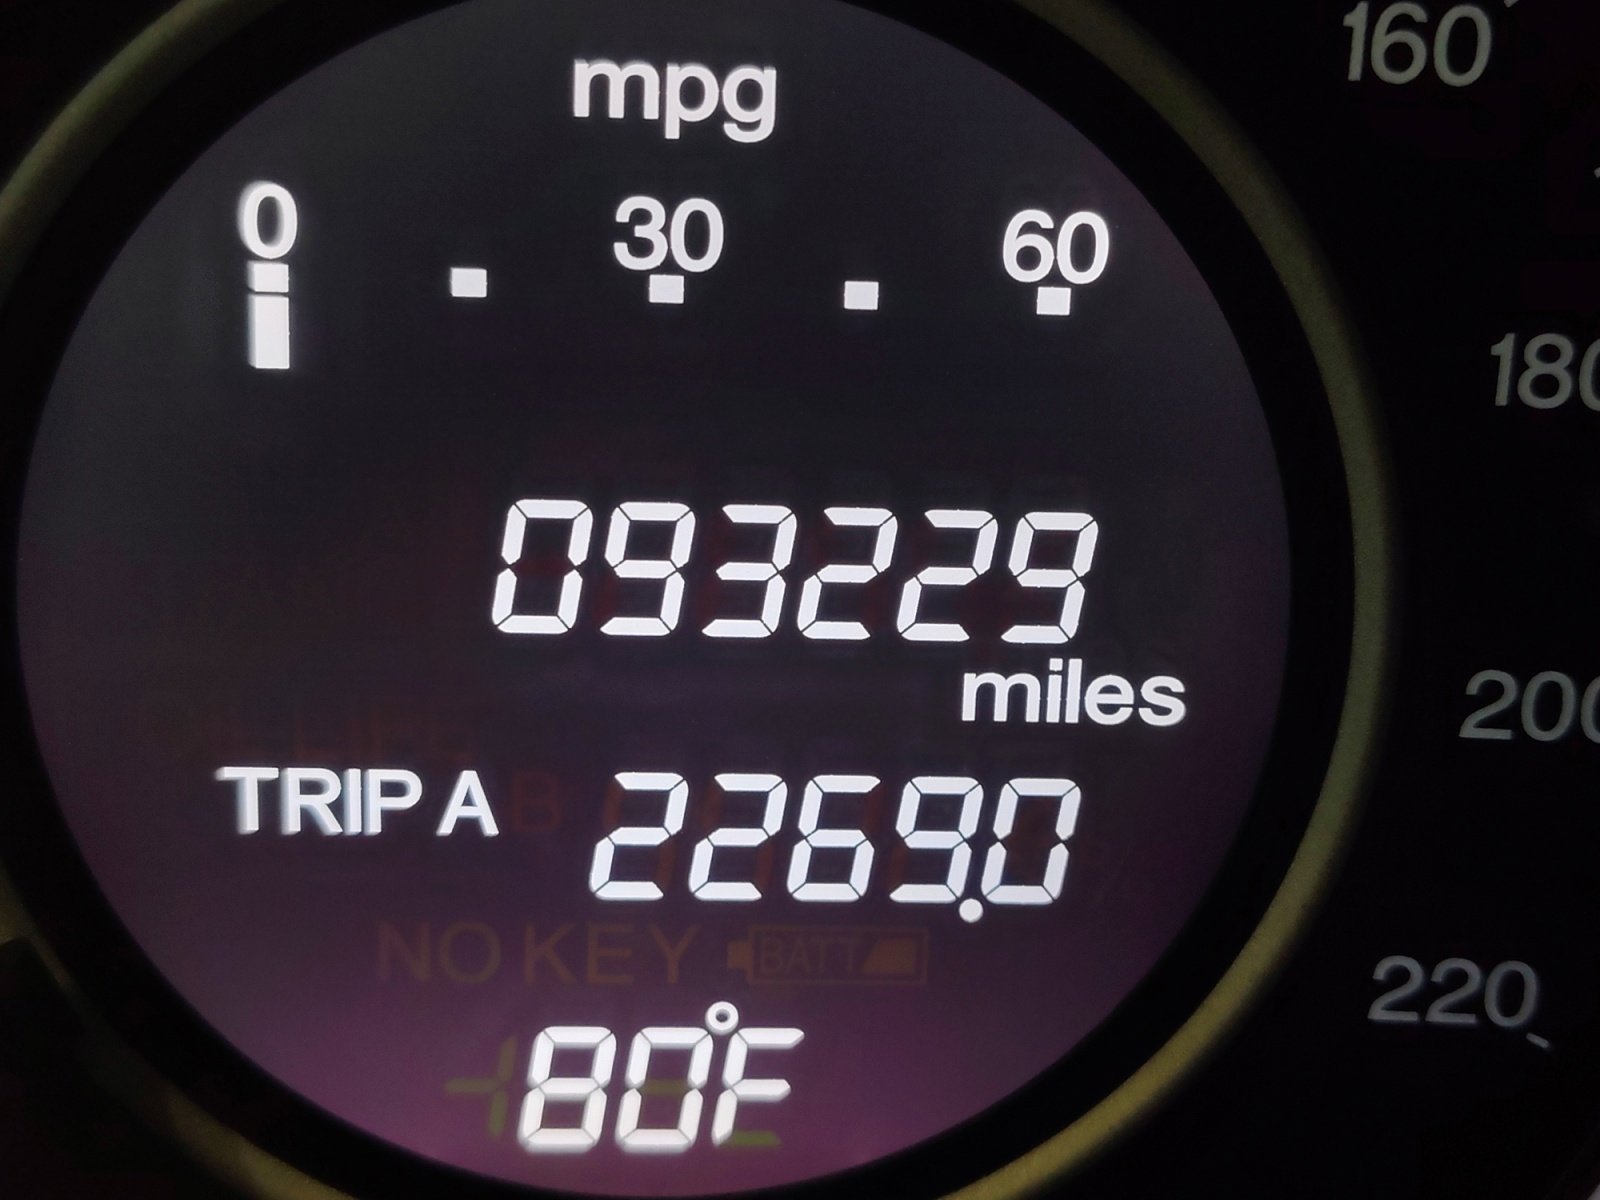 mpg
0 30 60
093229
miles
TRIP A 2269.0
NO KEY BATT
80°F
160
180
200
220